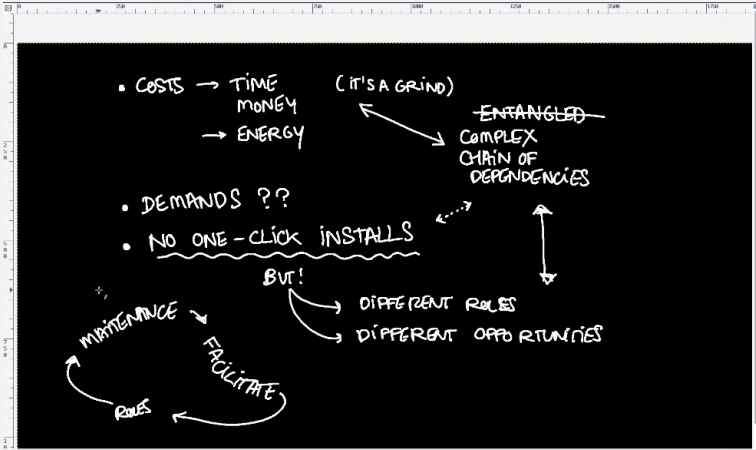 • COSTS → TIME (IT'S A GRIND)
MONEY
→ ENERGY
ENTANGLED
COMPLEX
CHAIN OF
DEPENDENCIES
• DEMANDS ??
• NO ONE-CLICK INSTALLS
BUT!
DIFFERENT ROLES
DIFFERENT OPPORTUNITIES
MAINTENANCE
FACILITATE
ROLES